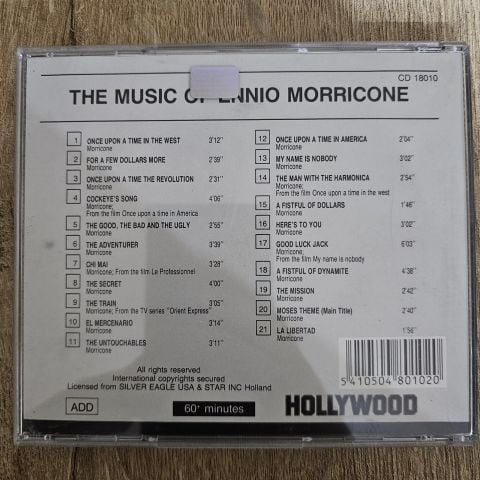 CD 18010
THE MUSIC OF ENNIO MORRICONE
1 ONCE UPON A TIME IN THE WEST 3'12"
Morricone
2 FOR A FEW DOLLARS MORE 2'39"
Morricone
3 ONCE UPON A TIME THE REVOLUTION 2'31"
Morricone
4 COCKEYE'S SONG 4'06"
Morricone;
From the film Once upon a time in America
5 THE GOOD, THE BAD AND THE UGLY 2'55"
Morricone
6 THE ADVENTURER 3'39"
Morricone
7 CHI MAI 3'28"
Morricone; From the film Le Professionnel
8 THE SECRET 4'00"
Morricone
9 THE TRAIN 3'05"
Morricone; From the TV series "Orient Express"
10 EL MERCENARIO 3'14"
Morricone
11 THE UNTOUCHABLES 3'11"
Morricone
12 ONCE UPON A TIME IN AMERICA 2'04"
Morricone
13 MY NAME IS NOBODY 3'02"
Morricone
14 THE MAN WITH THE HARMONICA 2'54"
Morricone;
From the film Once upon a time in the west
15 A FISTFUL OF DOLLARS 1'46"
Morricone
16 HERE'S TO YOU 3'02"
Morricone
17 GOOD LUCK JACK 6'03"
Morricone;
From the film My name is nobody
18 A FISTFUL OF DYNAMITE 4'38"
Morricone
19 THE MISSION 2'42"
Morricone
20 MOSES THEME (Main Title) 2'40"
Morricone
21 LA LIBERTAD 1'56"
Morricone
All rights reserved
International copyrights secured
Licensed from SILVER EAGLE USA & STAR INC Holland
ADD
60+ minutes
HOLLYWOOD
5 410504 801020